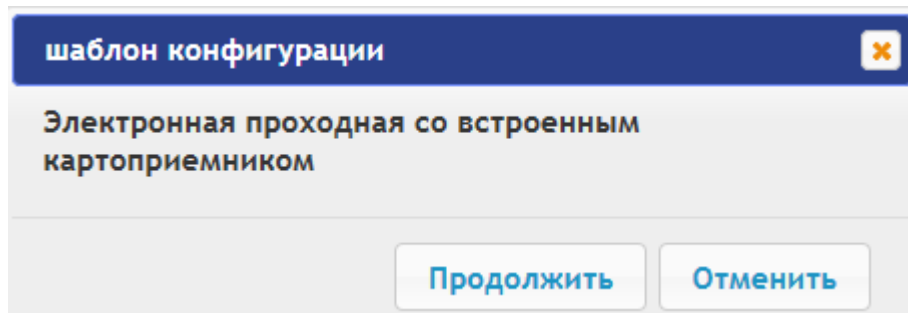 шаблон конфигурации
Электронная проходная со встроенным
картоприемником
Продолжить
Отменить